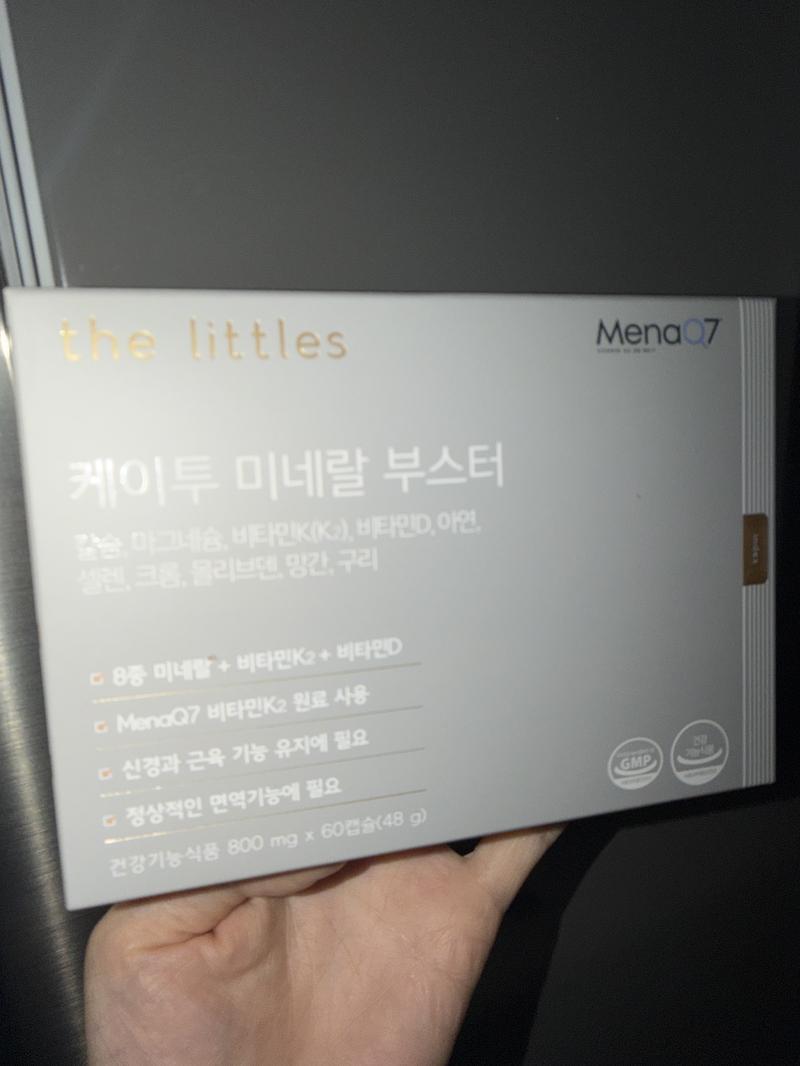 the littles
MenaQ7
케이투 미네랄 부스터
칼슘, 마그네슘, 비타민K(K₂), 비타민D, 아연,
셀렌, 크롬, 몰리브덴, 망간, 구리
8종 미네랄 + 비타민K₂ + 비타민D
MenaQ7 비타민K₂ 원료 사용
신경과 근육 기능 유지에 필요
정상적인 면역기능에 필요
건강기능식품 800 mg x 60캡슐(48 g)
GMP
건강
기능식품